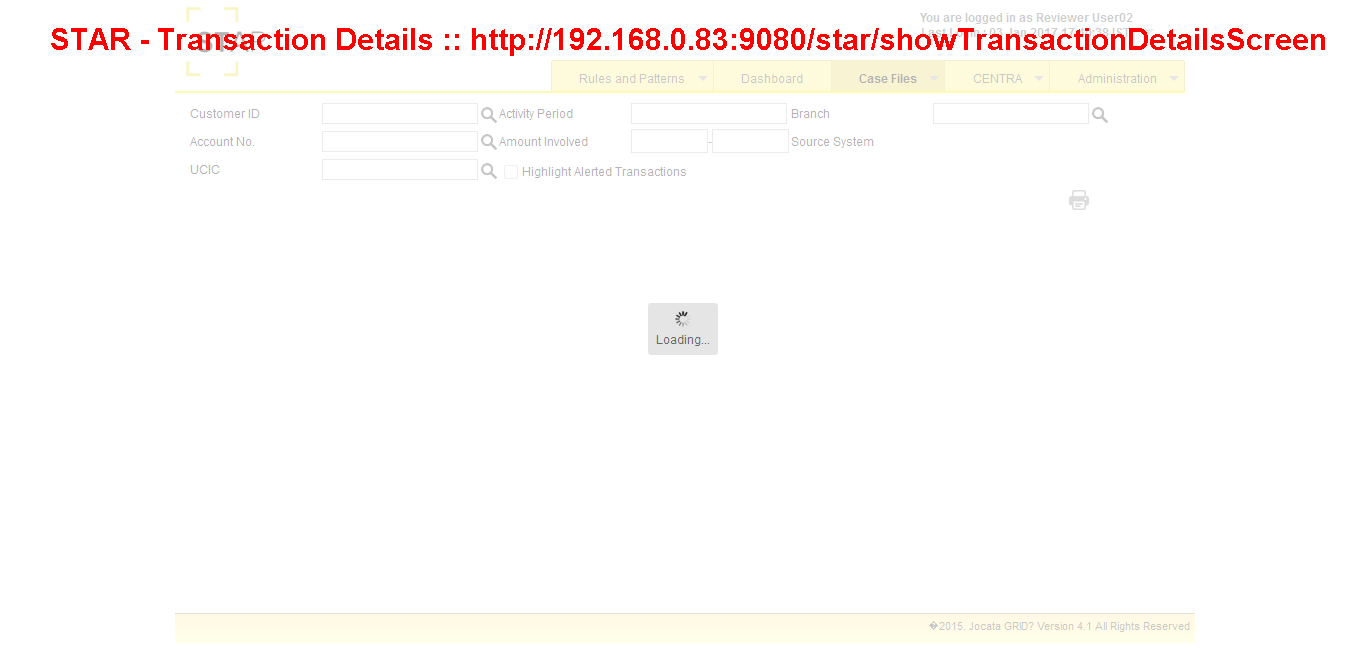 You are logged in as Reviewer User02
STAR - Transaction Details :: http://192.168.0.83:9080/star/showTransactionDetailsScreen
STAR
Rules and Patterns
Dashboard
Case Files
CENTRA
Administration
Customer ID
Activity Period
Branch
Account No.
Amount Involved
-
Source System
UCIC
Highlight Alerted Transactions
Loading...
�2015. Jocata GRID? Version 4.1 All Rights Reserved